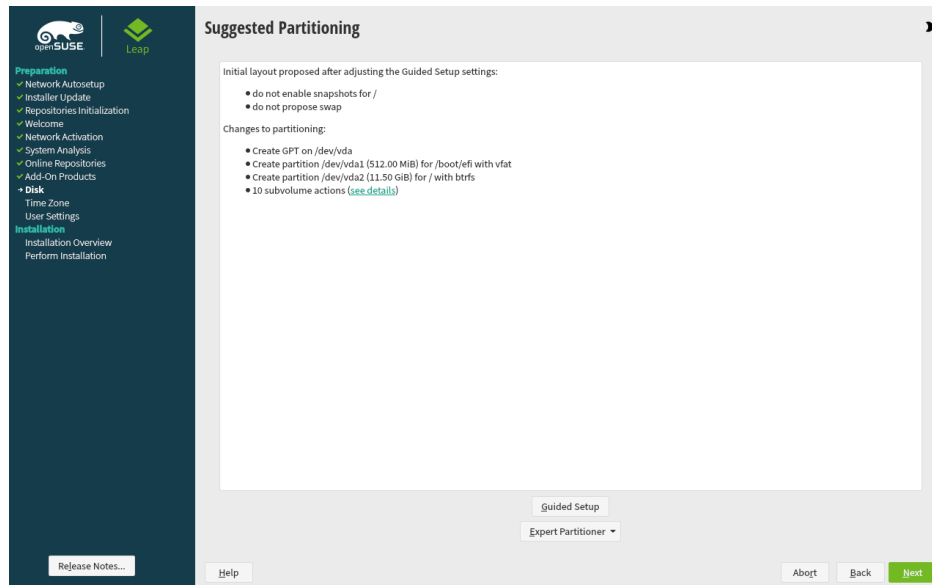 openSUSE.
Leap
Preparation
Network Autosetup
Installer Update
Repositories Initialization
Welcome
Network Activation
System Analysis
Online Repositories
Add-On Products
Disk
Time Zone
User Settings
Installation
Installation Overview
Perform Installation
Release Notes...
Suggested Partitioning
Initial layout proposed after adjusting the Guided Setup settings:
do not enable snapshots for /
do not propose swap
Changes to partitioning:
Create GPT on /dev/vda
Create partition /dev/vda1 (512.00 MiB) for /boot/efi with vfat
Create partition /dev/vda2 (11.50 GiB) for / with btrfs
10 subvolume actions (see details)
Guided Setup
Expert Partitioner
Help
Abort
Back
Next